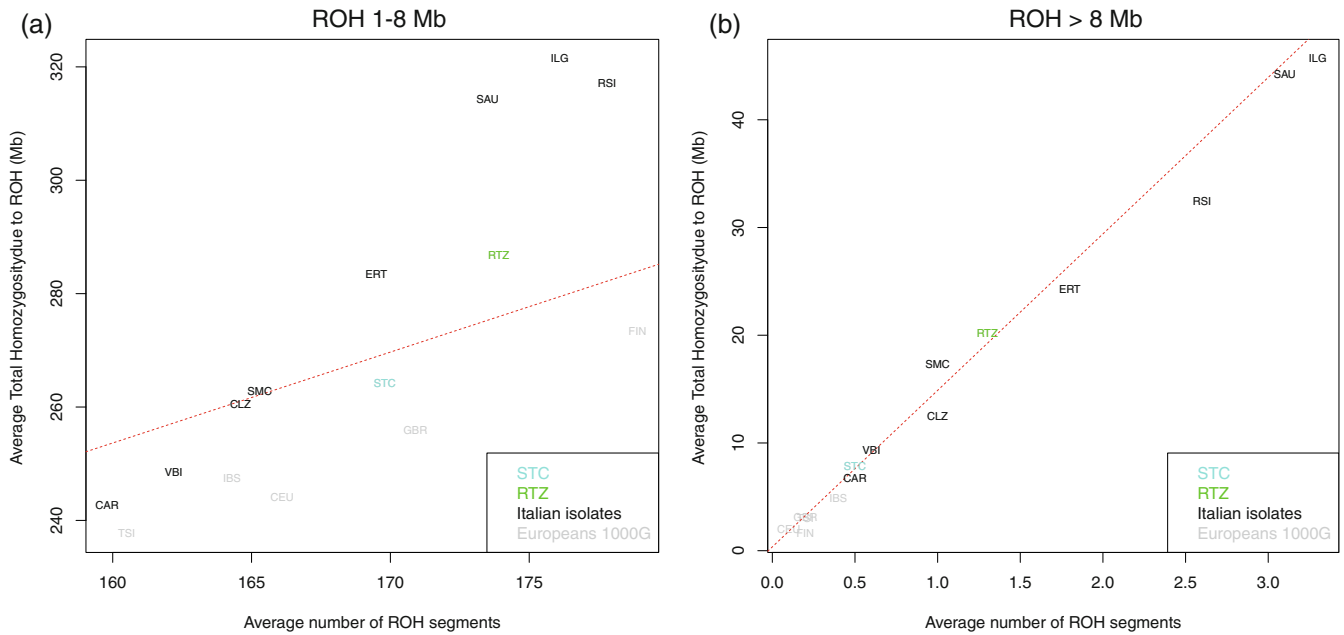 (a)
ROH 1-8 Mb
Average Total Homozygositydue to ROH (Mb)
320
300
280
260
240
ILG
RSI
SAU
RTZ
ERT
FIN
STC
SMC
CLZ
GBR
VBI
IBS
CEU
CAR
TSI
STC
RTZ
Italian isolates
Europeans 1000G
160 165 170 175
Average number of ROH segments
(b)
ROH > 8 Mb
Average Total Homozygositydue to ROH (Mb)
40
30
20
10
0
ILG
SAU
RSI
ERT
RTZ
SMC
CLZ
VBI
STC
CAR
IBS
GBR
CEU
FIN
STC
RTZ
Italian isolates
Europeans 1000G
0.0 0.5 1.0 1.5 2.0 2.5 3.0
Average number of ROH segments